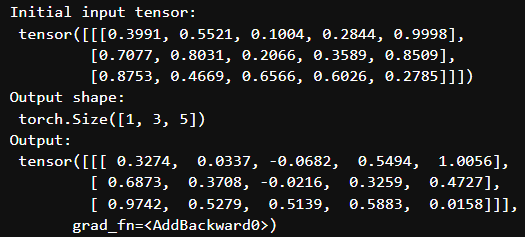 Initial input tensor:
tensor([[[0.3991, 0.5521, 0.1004, 0.2844, 0.9998],
[0.7077, 0.8031, 0.2066, 0.3589, 0.8509],
[0.8753, 0.4669, 0.6566, 0.6026, 0.2785]]])
Output shape:
torch.Size([1, 3, 5])
Output:
tensor([[[ 0.3274,  0.0337, -0.0682,  0.5494,  1.0056],
[ 0.6873,  0.3708, -0.0216,  0.3259,  0.4727],
[ 0.9742,  0.5279,  0.5139,  0.5883,  0.0158]]],
grad_fn=<AddBackward0>)